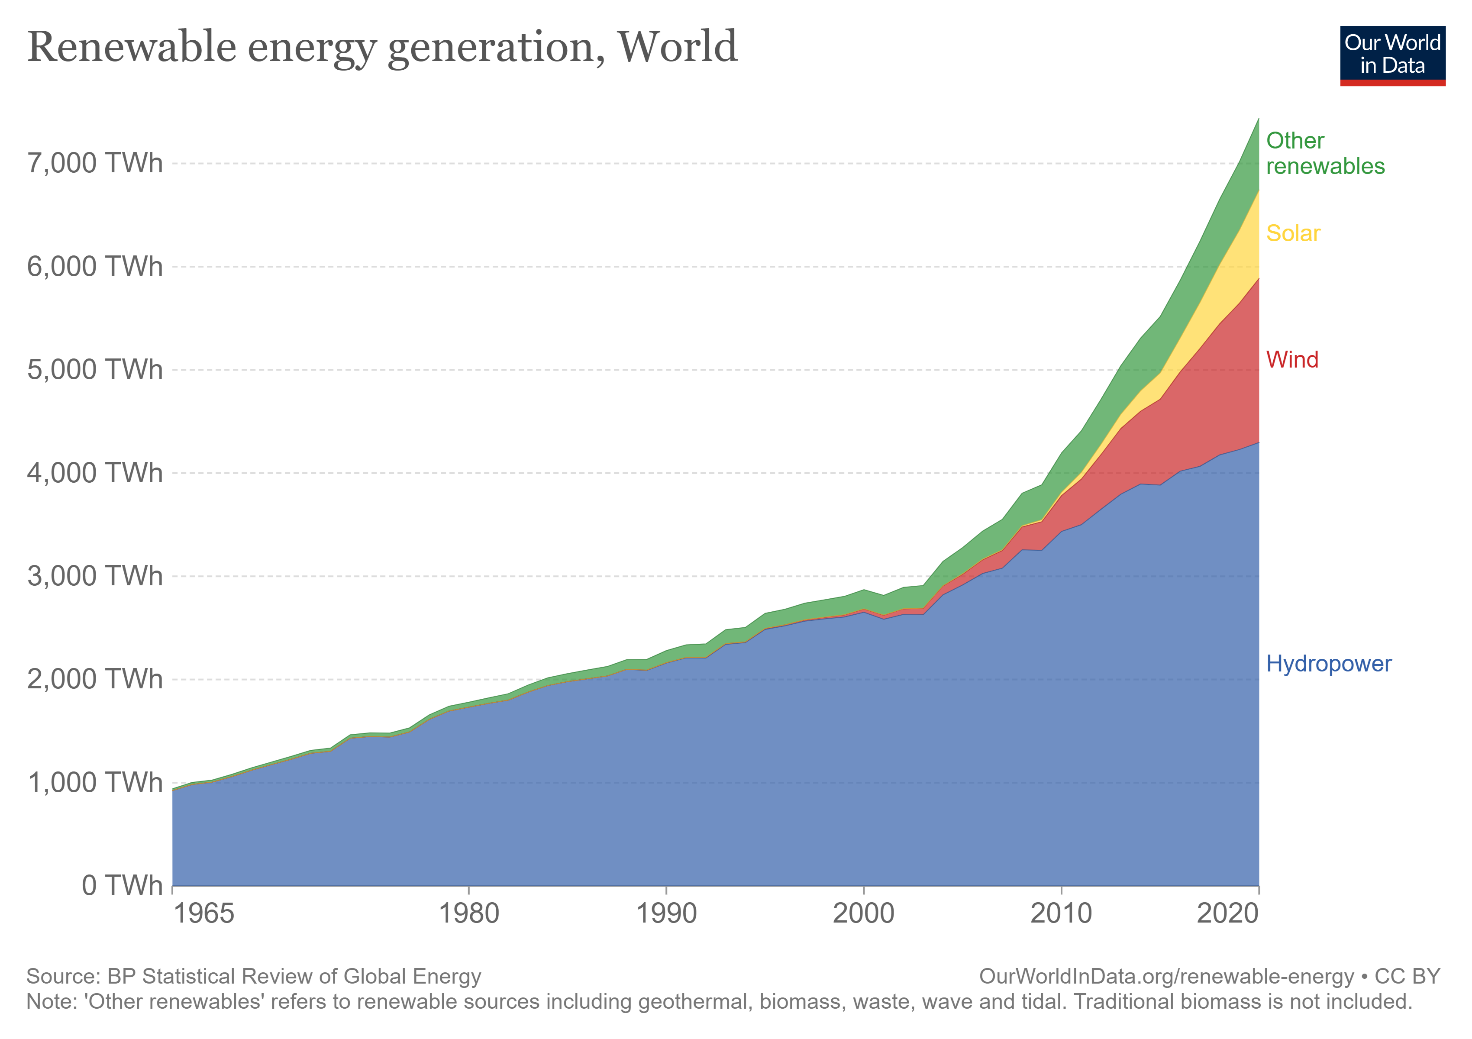 Renewable energy generation, World
Our World
in Data
7,000 TWh
6,000 TWh
5,000 TWh
4,000 TWh
3,000 TWh
2,000 TWh
1,000 TWh
0 TWh
Other
renewables
Solar
Wind
Hydropower
1965 1980 1990 2000 2010 2020
Source: BP Statistical Review of Global Energy
OurWorldInData.org/renewable-energy • CC BY
Note: 'Other renewables' refers to renewable sources including geothermal, biomass, waste, wave and tidal. Traditional biomass is not included.